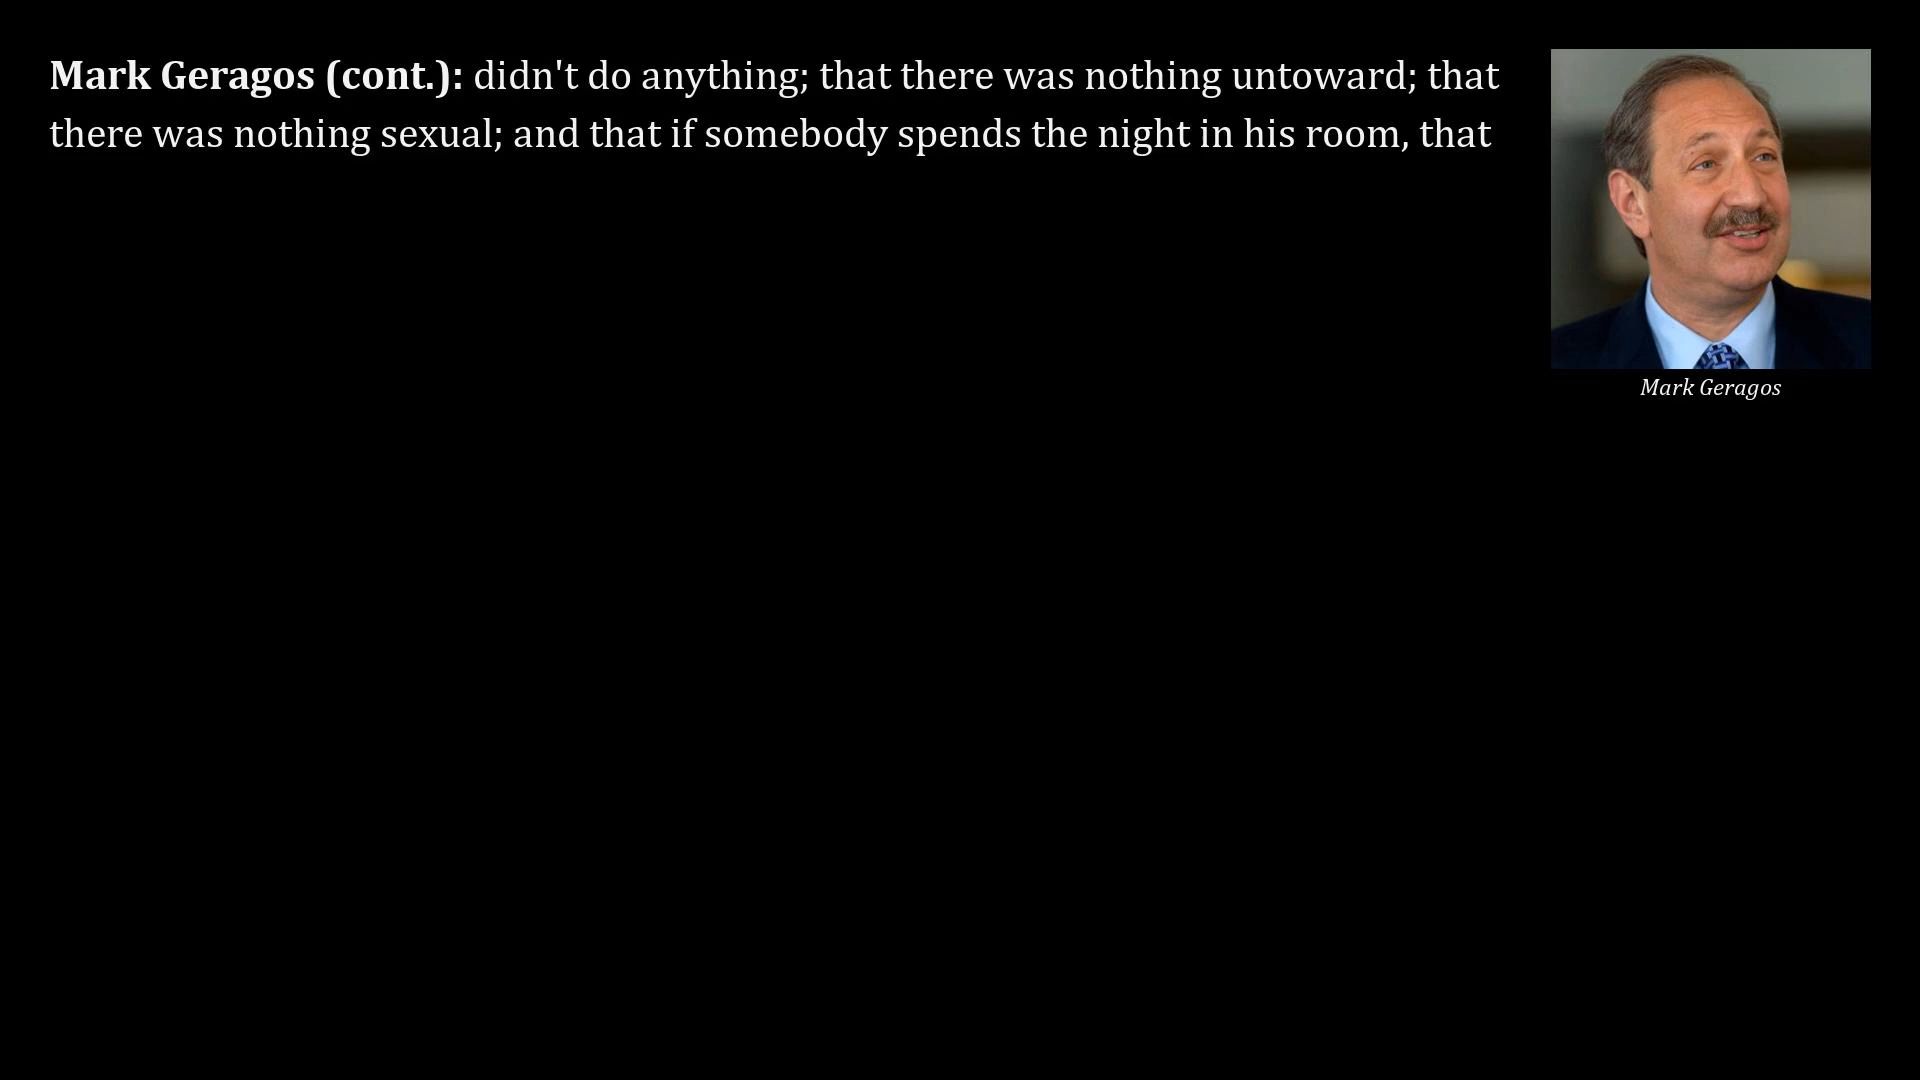 Mark Geragos (cont.): didn't do anything; that there was nothing untoward; that
there was nothing sexual; and that if somebody spends the night in his room, that
Mark Geragos